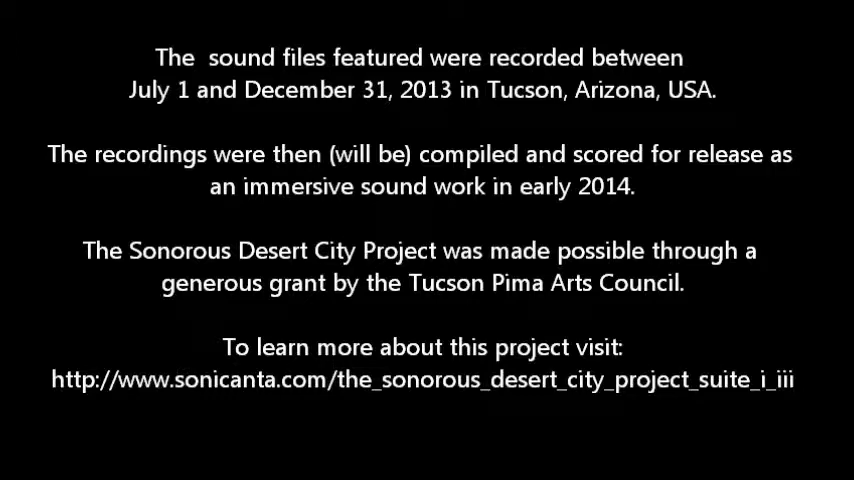 The  sound files featured were recorded between
July 1 and December 31, 2013 in Tucson, Arizona, USA.
The recordings were then (will be) compiled and scored for release as
an immersive sound work in early 2014.
The Sonorous Desert City Project was made possible through a
generous grant by the Tucson Pima Arts Council.
To learn more about this project visit:
http://www.sonicanta.com/the_sonorous_desert_city_project_suite_i_iii